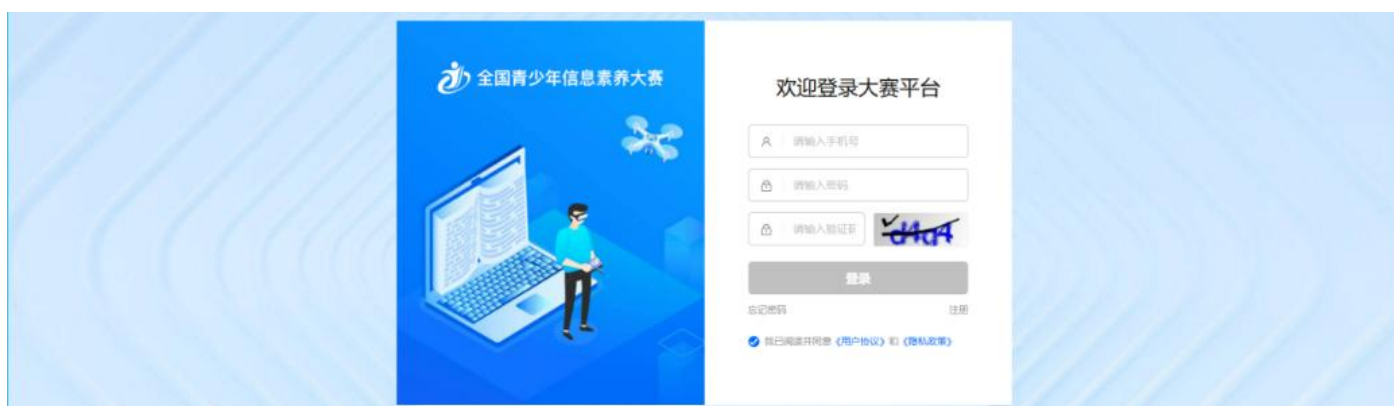 全国青少年信息素养大赛
欢迎登录大赛平台
请输入手机号
请输入密码
请输入验证码
d4q4
登录
忘记密码 注册
我已阅读并同意《用户协议》和《隐私政策》